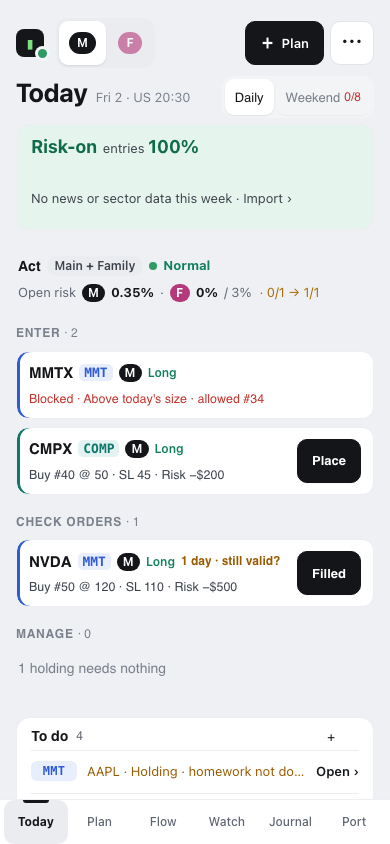 M F + Plan ···
Today Fri 2 · US 20:30 Daily Weekend 0/8
Risk-on entries 100%
No news or sector data this week · Import ›
Act Main + Family Normal
Open risk M 0.35% · F 0% / 3% · 0/1 → 1/1
ENTER · 2
MMTX MMT M Long
Blocked · Above today's size · allowed #34
CMPX COMP M Long
Buy #40 @ 50 · SL 45 · Risk −$200
Place
CHECK ORDERS · 1
NVDA MMT M Long 1 day · still valid?
Buy #50 @ 120 · SL 110 · Risk −$500
Filled
MANAGE · 0
1 holding needs nothing
To do 4 +
MMT AAPL · Holding · homework not do... Open ›
Today Plan Flow Watch Journal Port